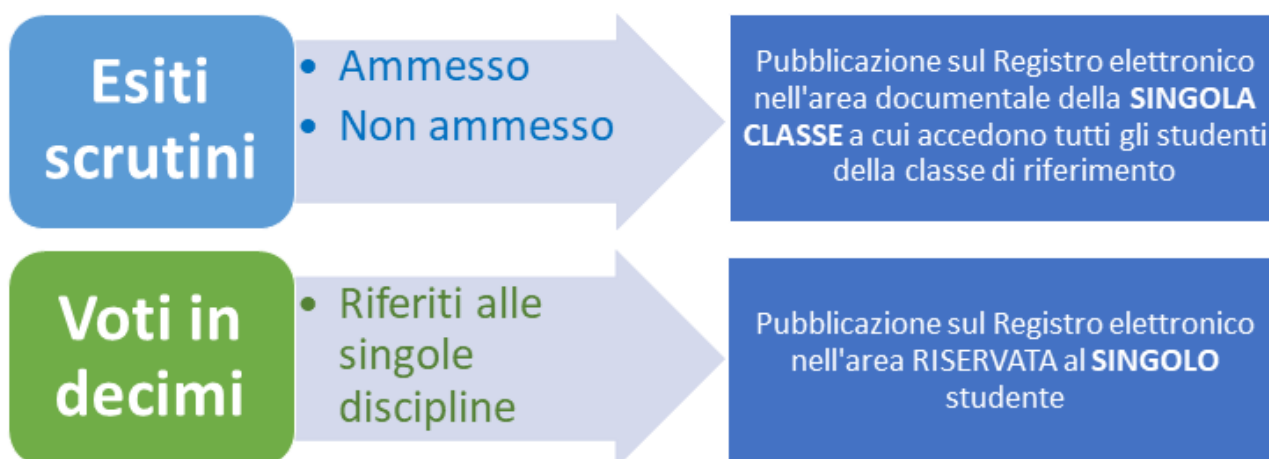 Esiti
scrutini
• Ammesso
• Non ammesso
Pubblicazione sul Registro elettronico
nell'area documentale della SINGOLA
CLASSE a cui accedono tutti gli studenti
della classe di riferimento
Voti in
decimi
• Riferiti alle
singole
discipline
Pubblicazione sul Registro elettronico
nell'area RISERVATA al SINGOLO
studente